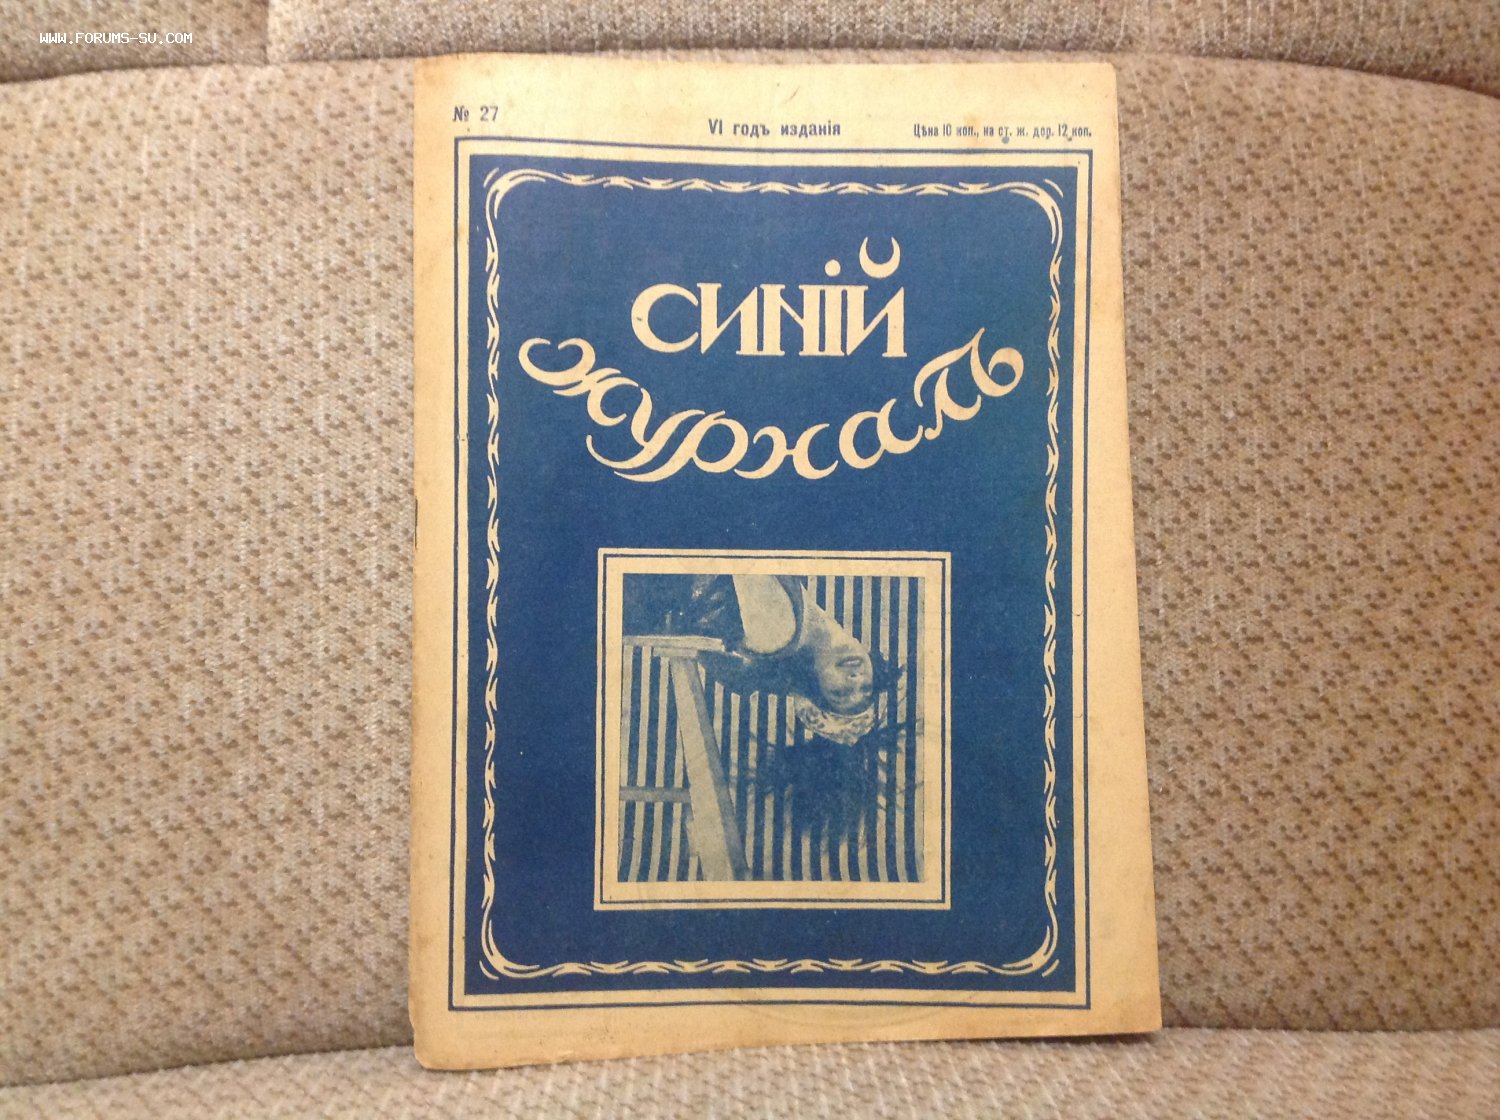 WWW.FORUMS-SU.COM
№ 27
VI годъ изданія
Цѣна 10 коп., на ст. ж. дор. 12 коп.
СИНІЙ
журналъ